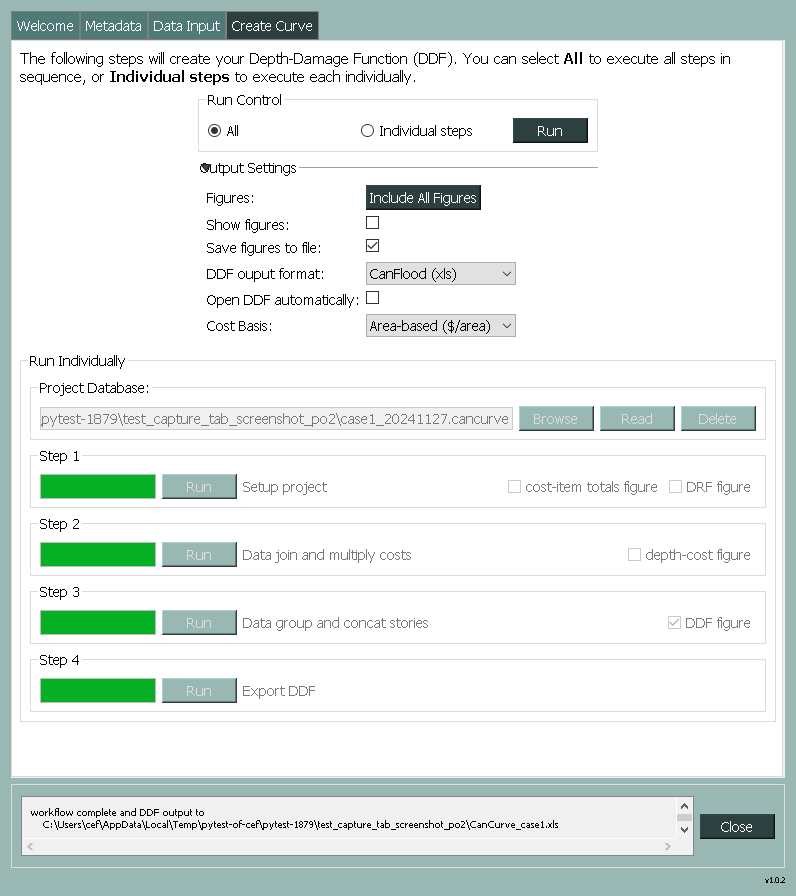 Welcome Metadata Data Input Create Curve
The following steps will create your Depth-Damage Function (DDF). You can select All to execute all steps in
sequence, or Individual steps to execute each individually.
Run Control
All Individual steps Run
Output Settings
Figures: Include All Figures
Show figures:
Save figures to file:
DDF ouput format: CanFlood (xls)
Open DDF automatically:
Cost Basis: Area-based ($/area)
Run Individually
Project Database:
pytest-1879\test_capture_tab_screenshot_po2\case1_20241127.cancurve Browse Read Delete
Step 1
Run Setup project cost-item totals figure DRF figure
Step 2
Run Data join and multiply costs depth-cost figure
Step 3
Run Data group and concat stories DDF figure
Step 4
Run Export DDF
workflow complete and DDF output to
C:\Users\cef\AppData\Local\Temp\pytest-of-cef\pytest-1879\test_capture_tab_screenshot_po2\CanCurve_case1.xls
Close
v1.0.2